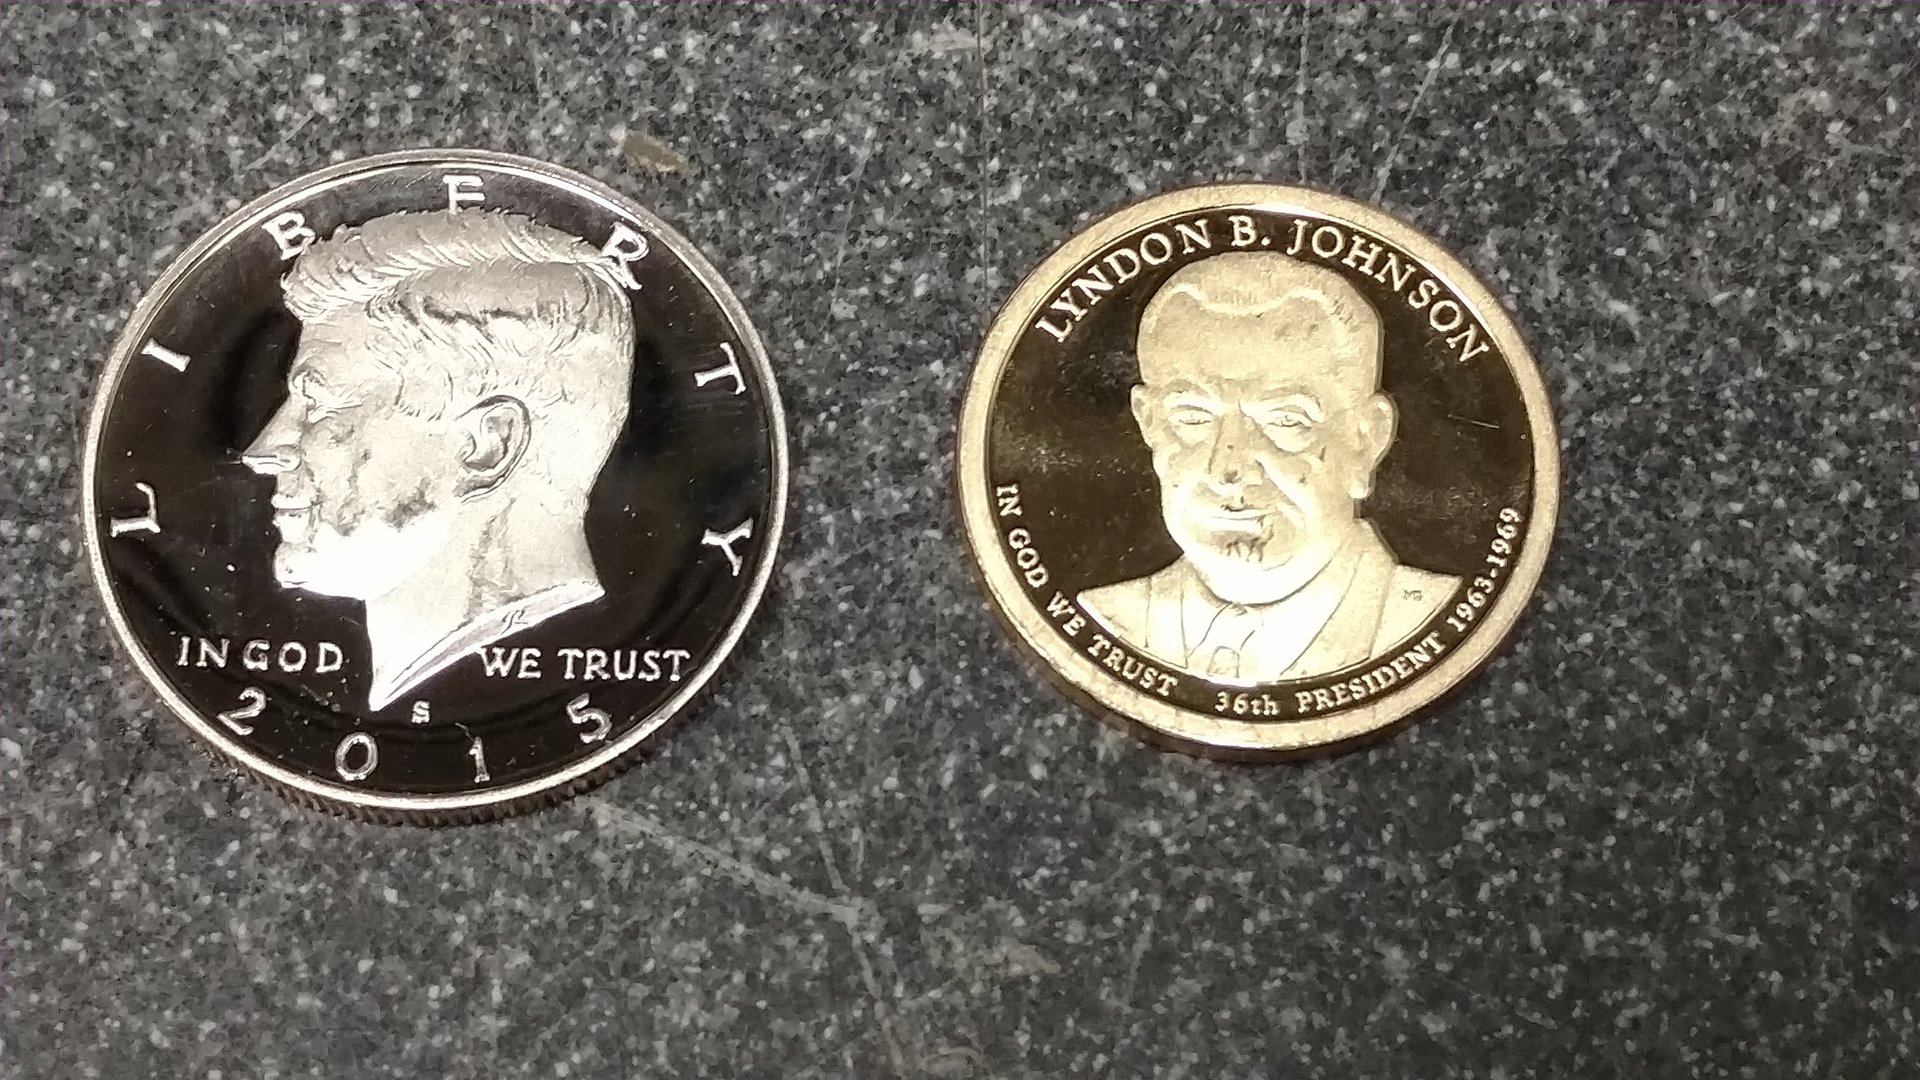 LIBERTY
IN GOD WE TRUST
S
2015
LYNDON B. JOHNSON
IN GOD WE TRUST 36th PRESIDENT 1963-1969